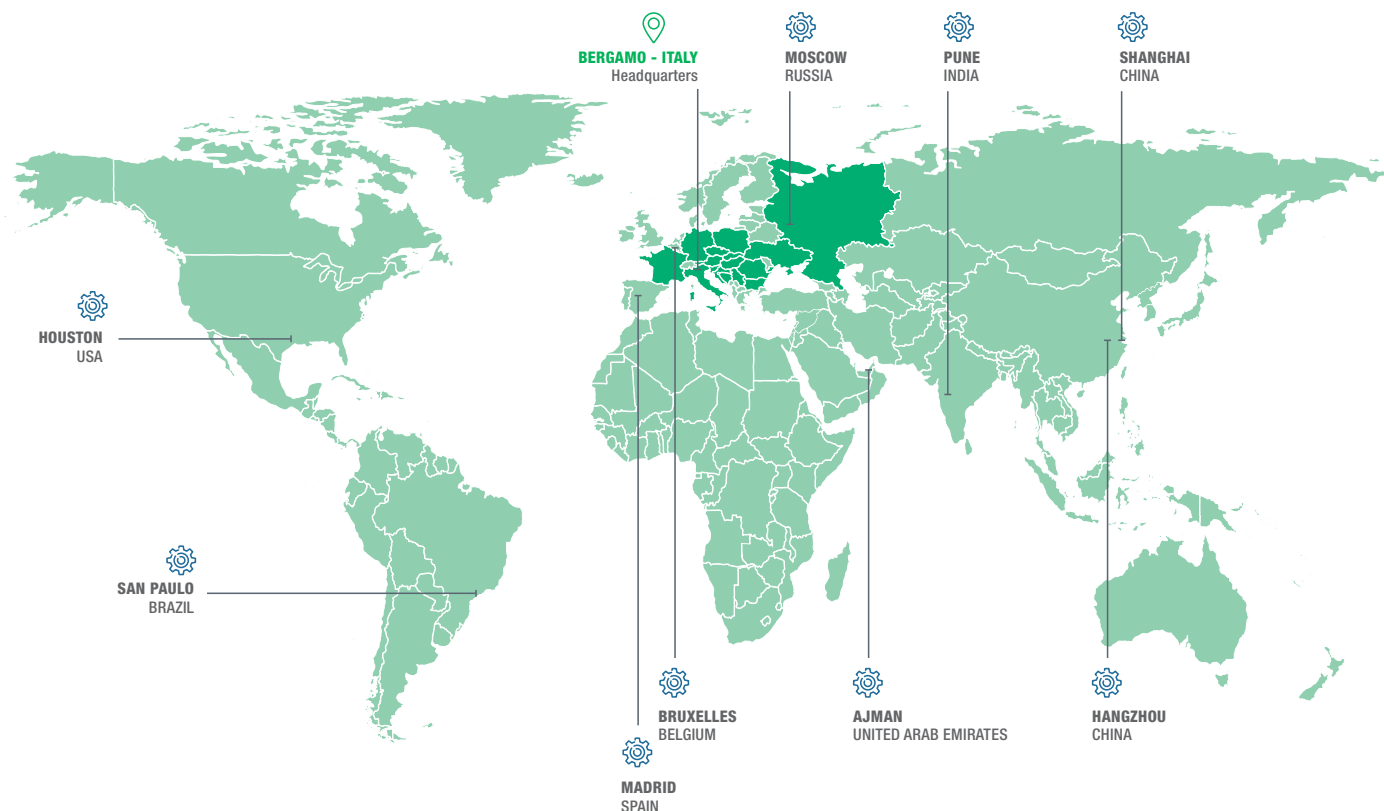 BERGAMO - ITALY
Headquarters
MOSCOW
RUSSIA
PUNE
INDIA
SHANGHAI
CHINA
HOUSTON
USA
SAN PAULO
BRAZIL
BRUXELLES
BELGIUM
AJMAN
UNITED ARAB EMIRATES
HANGZHOU
CHINA
MADRID
SPAIN